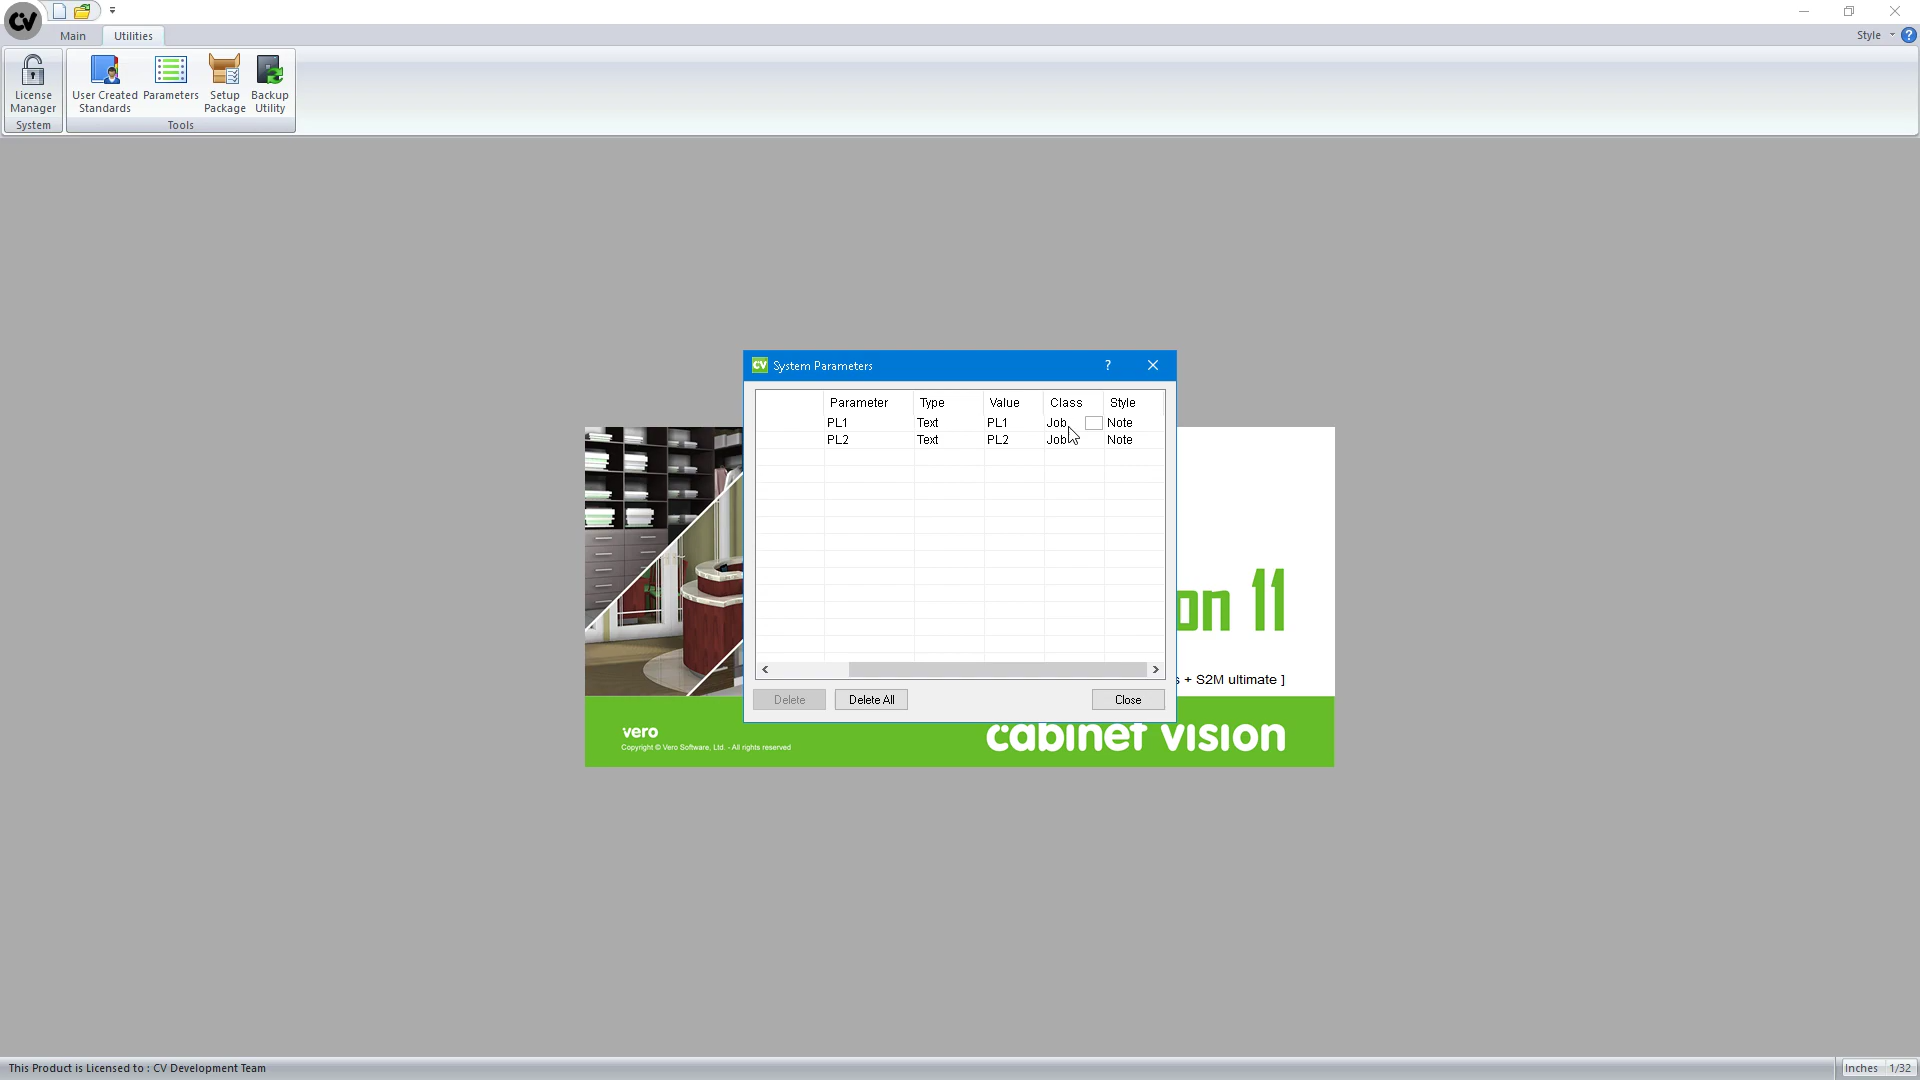 CV
Main
Utilities
Style
?
License
Manager
System
User Created
Standards
Parameters
Setup
Package
Backup
Utility
Tools
CV System Parameters
?
Parameter Type Value Class Style
PL1 Text PL1 Job Note
PL2 Text PL2 Job Note
on 11
s + S2M ultimate ]
Delete
Delete All
Close
vero
Copyright © Vero Software, Ltd. - All rights reserved
cabinet vision
This Product is Licensed to : CV Development Team
Inches 1/32